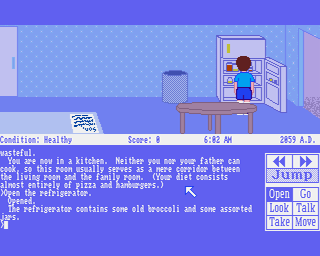 Condition: Healthy Score: 0 6:02 AM 2059 A.D.
wasteful.
You are now in a kitchen. Neither you nor your father can
cook, so this room usually serves as a mere corridor between
the living room and the family room. (Your diet consists
almost entirely of pizza and hamburgers.)
>Open the refrigerator.
Opened.
The refrigerator contains some old broccoli and some assorted
jars.
>
Jump
Open Go
Look Talk
Take Move